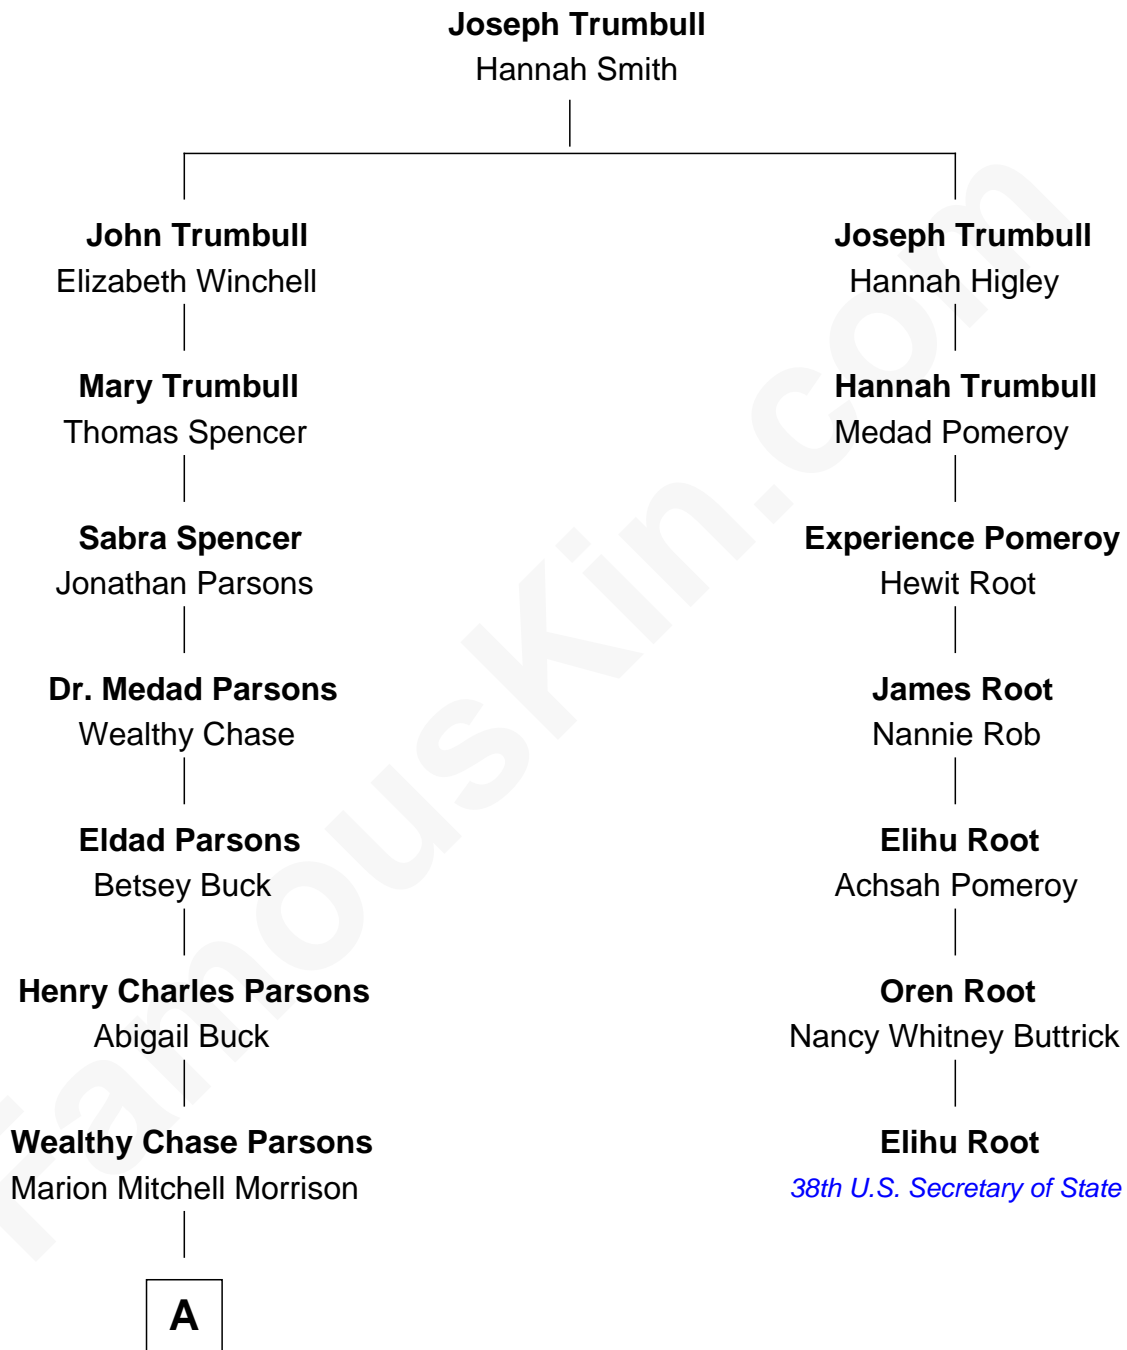 Joseph Trumbull
Hannah Smith
John Trumbull
Elizabeth Winchell
Joseph Trumbull
Hannah Higley
Mary Trumbull
Thomas Spencer
Hannah Trumbull
Medad Pomeroy
Sabra Spencer
Jonathan Parsons
Experience Pomeroy
Hewit Root
Dr. Medad Parsons
Wealthy Chase
James Root
Nannie Rob
Eldad Parsons
Betsey Buck
Elihu Root
Achsah Pomeroy
Henry Charles Parsons
Abigail Buck
Oren Root
Nancy Whitney Buttrick
Wealthy Chase Parsons
Marion Mitchell Morrison
Elihu Root
38th U.S. Secretary of State
A
FamousKin.com